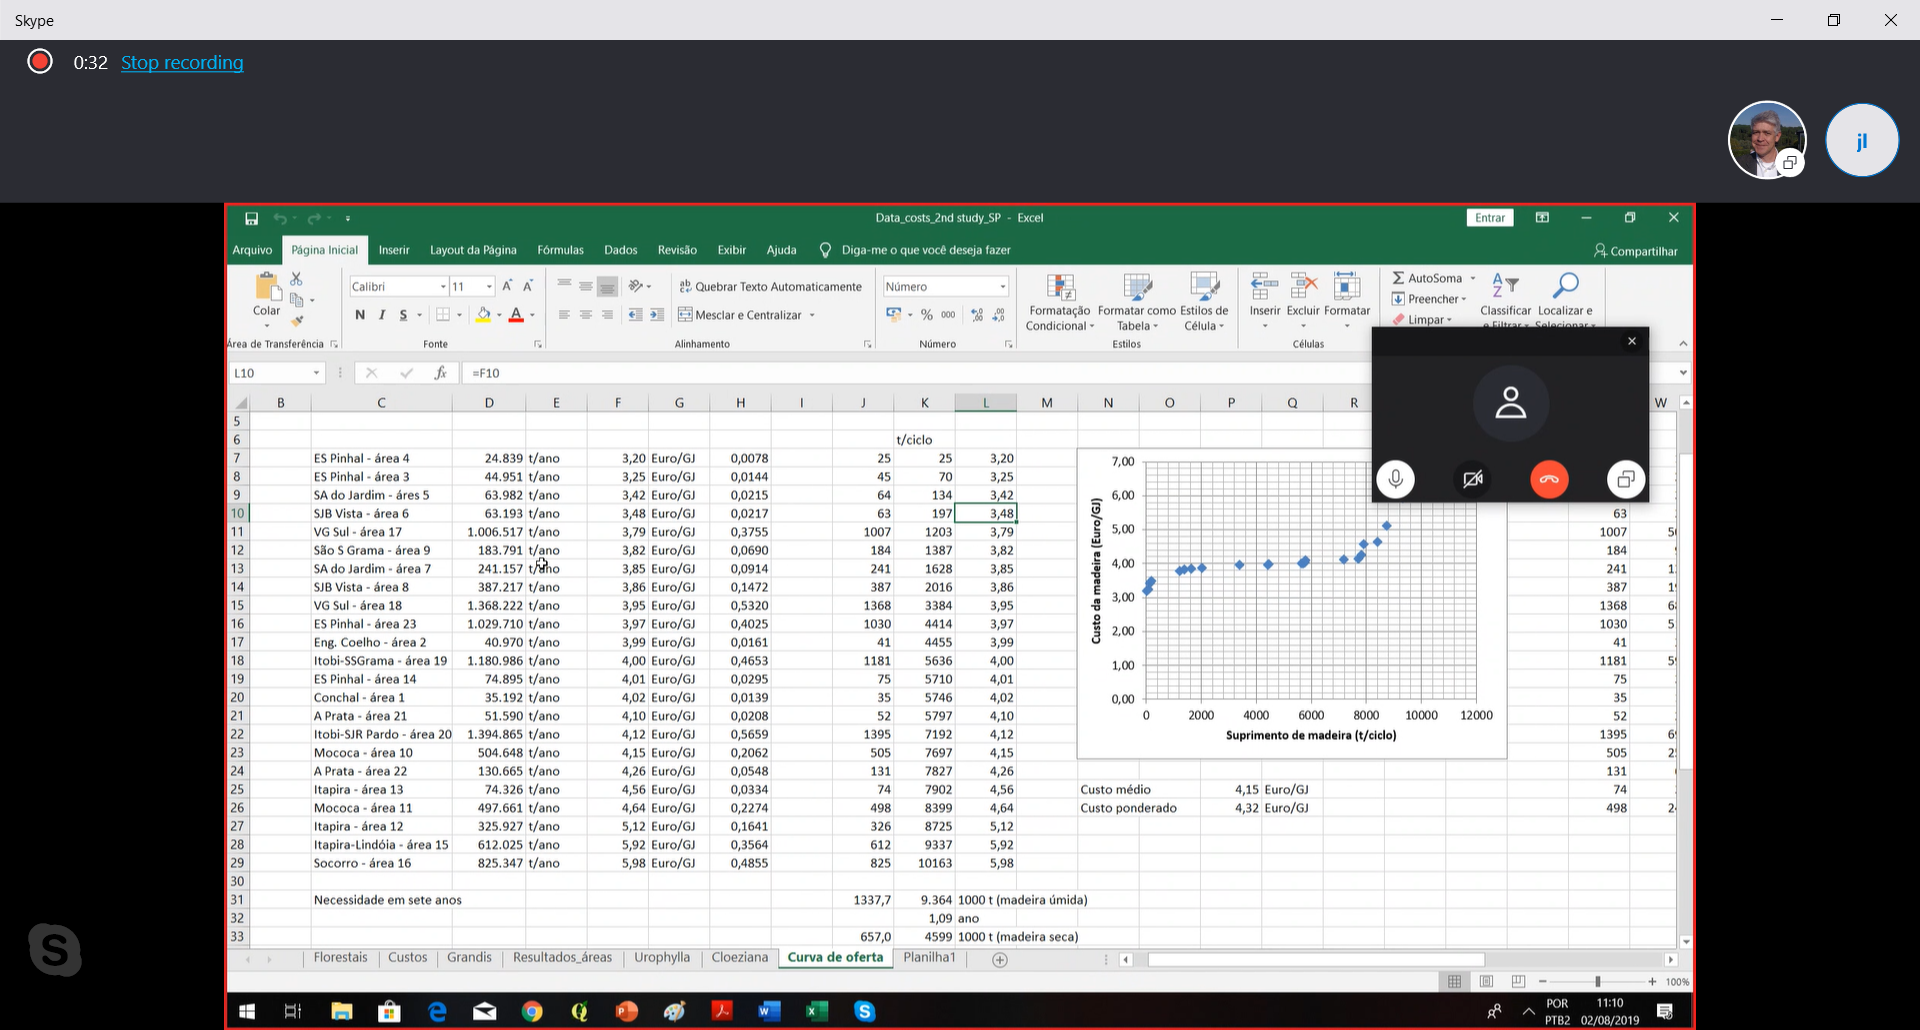 Skype
0:32 Stop recording
jl
Data_costs_2nd study_SP - Excel
Entrar
Arquivo Página Inicial Inserir Layout da Página Fórmulas Dados Revisão Exibir Ajuda Diga-me o que você deseja fazer Compartilhar
Colar
Calibri 11
N I S
Quebrar Texto Automaticamente
Mesclar e Centralizar
Número
% 000
Formatação Condicional
Formatar como Tabela
Estilos de Célula
Inserir Excluir Formatar
AutoSoma
Preencher
Limpar
Classificar e Filtrar
Localizar e Selecionar
Área de Transferência Fonte Alinhamento Número Estilos Células
L10 fx =F10
B C D E F G H I J K L M N O P Q R W
5
6 t/ciclo
7 ES Pinhal - área 4 24.839 t/ano 3,20 Euro/GJ 0,0078 25 25 3,20
8 ES Pinhal - área 3 44.951 t/ano 3,25 Euro/GJ 0,0144 45 70 3,25
9 SA do Jardim - áres 5 63.982 t/ano 3,42 Euro/GJ 0,0215 64 134 3,42
10 SJB Vista - área 6 63.193 t/ano 3,48 Euro/GJ 0,0217 63 197 3,48 63
11 VG Sul - área 17 1.006.517 t/ano 3,79 Euro/GJ 0,3755 1007 1203 3,79 1007
12 São S Grama - área 9 183.791 t/ano 3,82 Euro/GJ 0,0690 184 1387 3,82 184
13 SA do Jardim - área 7 241.157 t/ano 3,85 Euro/GJ 0,0914 241 1628 3,85 241
14 SJB Vista - área 8 387.217 t/ano 3,86 Euro/GJ 0,1472 387 2016 3,86 387
15 VG Sul - área 18 1.368.222 t/ano 3,95 Euro/GJ 0,5320 1368 3384 3,95 1368
16 ES Pinhal - área 23 1.029.710 t/ano 3,97 Euro/GJ 0,4025 1030 4414 3,97 1030
17 Eng. Coelho - área 2 40.970 t/ano 3,99 Euro/GJ 0,0161 41 4455 3,99 41
18 Itobi-SSGrama - área 19 1.180.986 t/ano 4,00 Euro/GJ 0,4653 1181 5636 4,00 1181
19 ES Pinhal - área 14 74.895 t/ano 4,01 Euro/GJ 0,0295 75 5710 4,01 75
20 Conchal - área 1 35.192 t/ano 4,02 Euro/GJ 0,0139 35 5746 4,02 35
21 A Prata - área 21 51.590 t/ano 4,10 Euro/GJ 0,0208 52 5797 4,10 52
22 Itobi-SJR Pardo - área 20 1.394.865 t/ano 4,12 Euro/GJ 0,5659 1395 7192 4,12 1395
23 Mococa - área 10 504.648 t/ano 4,15 Euro/GJ 0,2062 505 7697 4,15 505
24 A Prata - área 22 130.665 t/ano 4,26 Euro/GJ 0,0548 131 7827 4,26 131
25 Itapira - área 13 74.326 t/ano 4,56 Euro/GJ 0,0334 74 7902 4,56 Custo médio 4,15 Euro/GJ 74
26 Mococa - área 11 497.661 t/ano 4,64 Euro/GJ 0,2274 498 8399 4,64 Custo ponderado 4,32 Euro/GJ 498
27 Itapira - área 12 325.927 t/ano 5,12 Euro/GJ 0,1641 326 8725 5,12
28 Itapira-Lindóia - área 15 612.025 t/ano 5,92 Euro/GJ 0,3564 612 9337 5,92
29 Socorro - área 16 825.347 t/ano 5,98 Euro/GJ 0,4855 825 10163 5,98
30
31 Necessidade em sete anos 1337,7 9.364 1000 t (madeira úmida)
32 1,09 ano
33 657,0 4599 1000 t (madeira seca)
Custo da madeira (Euro/GJ)
7,00
6,00
5,00
4,00
3,00
2,00
1,00
0,00
0 2000 4000 6000 8000 10000 12000
Suprimento de madeira (t/ciclo)
Florestais Custos Grandis Resultados_áreas Urophylla Cloeziana Curva de oferta Planilha1
100%
POR
PTB2
11:10
02/08/2019